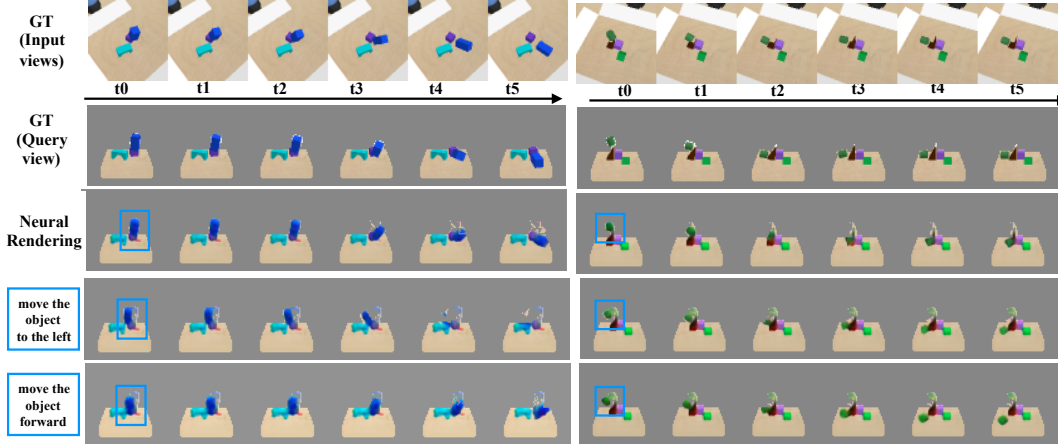 GT
(Input
views)
t0 t1 t2 t3 t4 t5
t0 t1 t2 t3 t4 t5
GT
(Query
view)
Neural
Rendering
move the
object
to the left
move the
object
forward